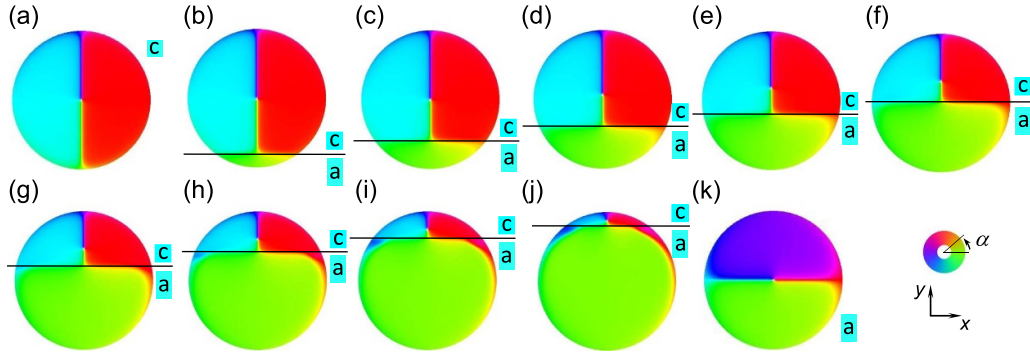 (a) (b) (c) (d) (e) (f)
c c c c c c
a a a a a
(g) (h) (i) (j) (k)
c c c c
a a a a a
α
y
x